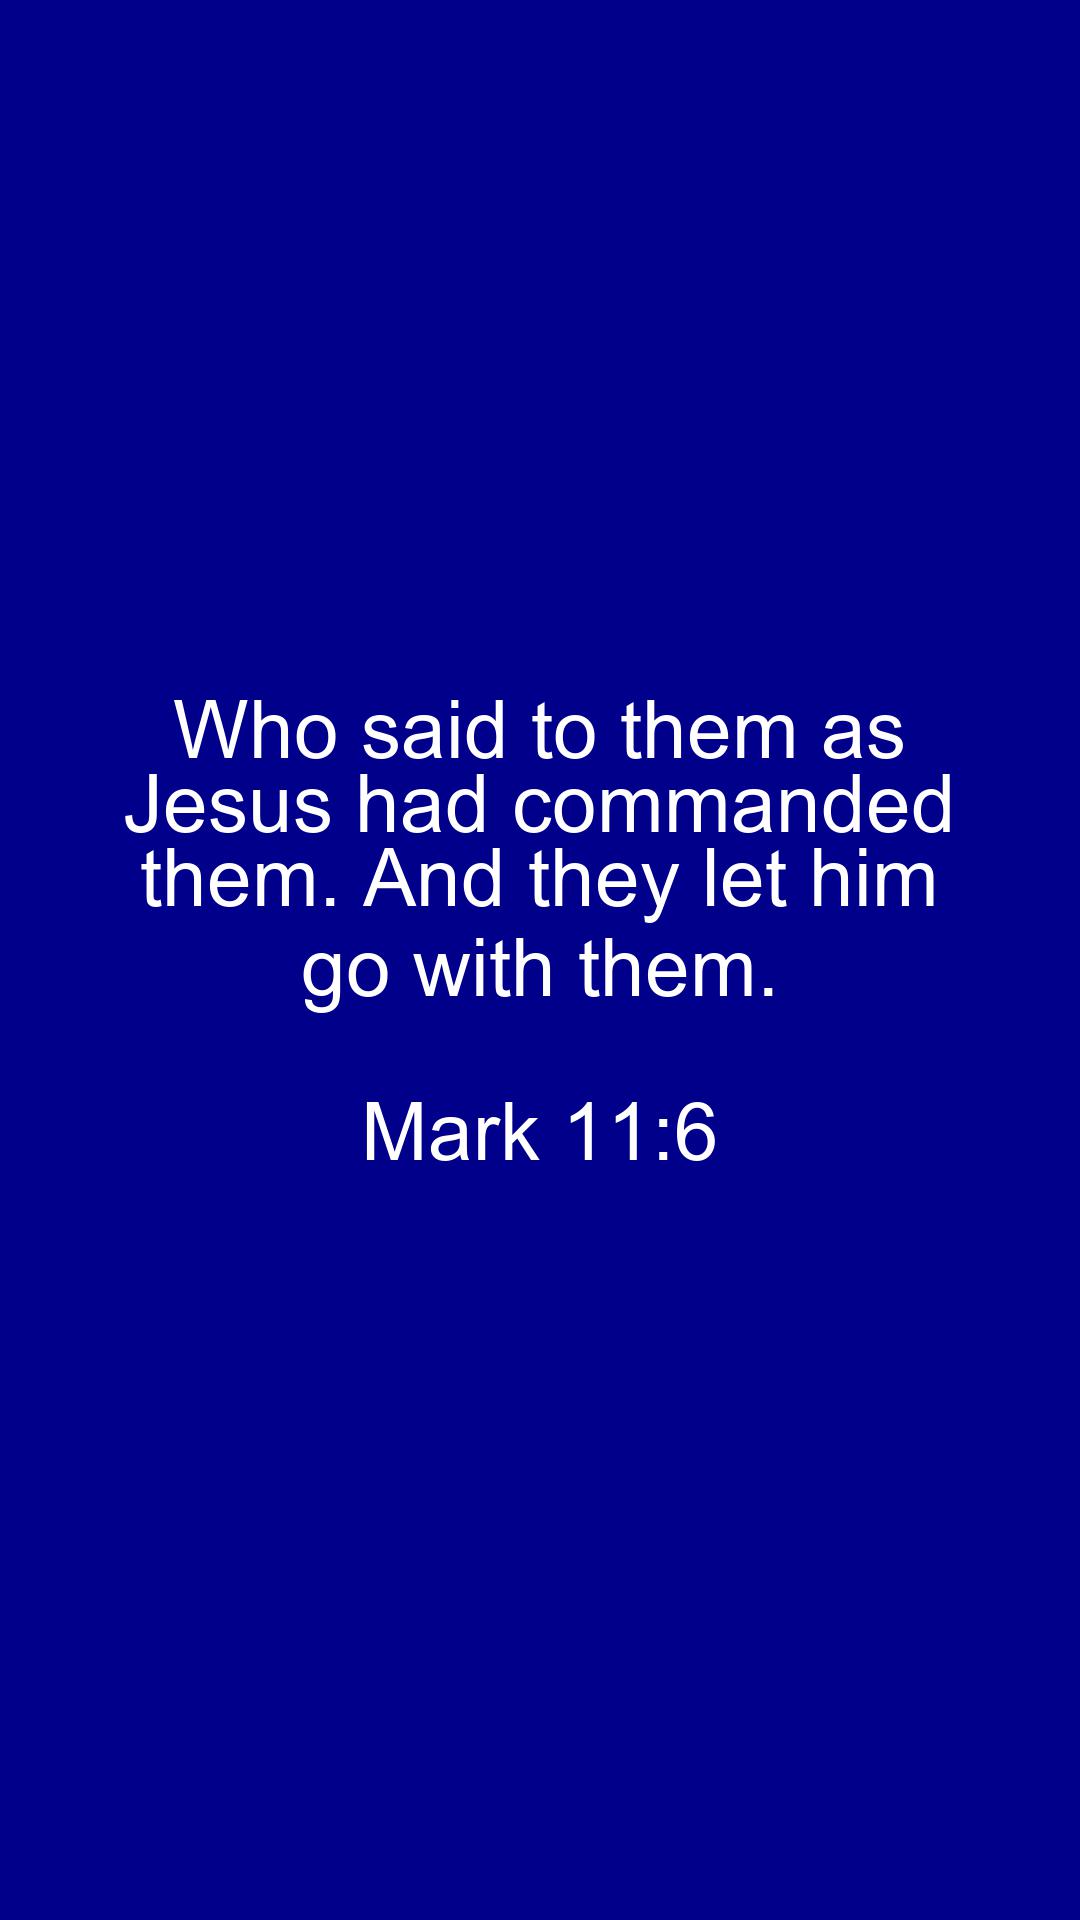 Who said to them as
Jesus had commanded
them. And they let him
go with them.
Mark 11:6